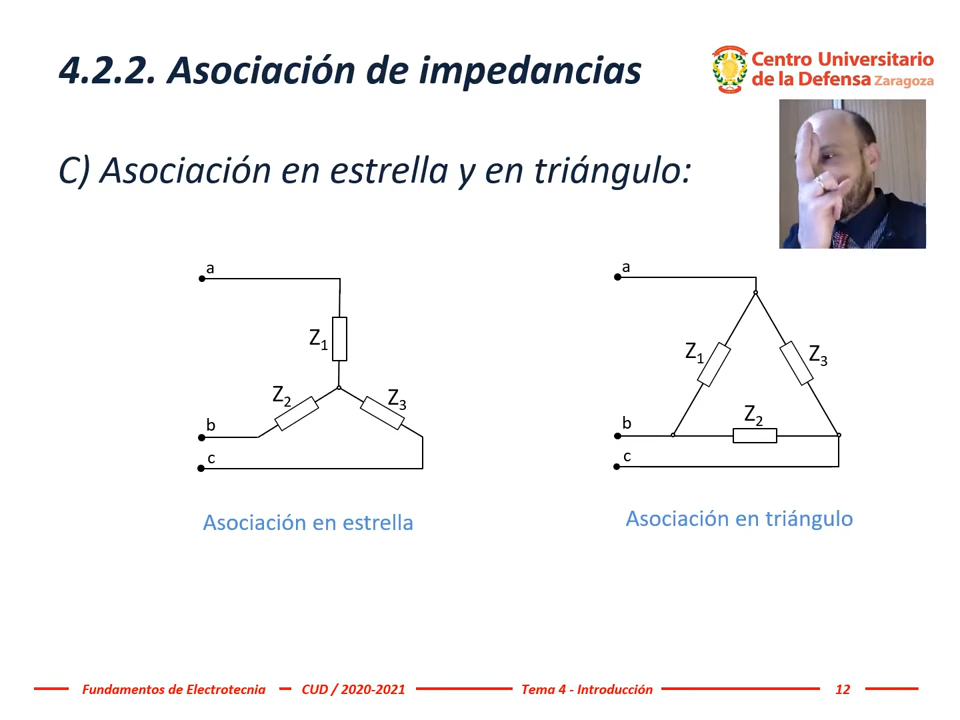 4.2.2. Asociación de impedancias
Centro Universitario
de la Defensa Zaragoza
C) Asociación en estrella y en triángulo:
a
Z1
Z2
Z3
b
c
Asociación en estrella
a
Z1
Z3
Z2
b
c
Asociación en triángulo
Fundamentos de Electrotecnia CUD / 2020-2021 Tema 4 - Introducción 12